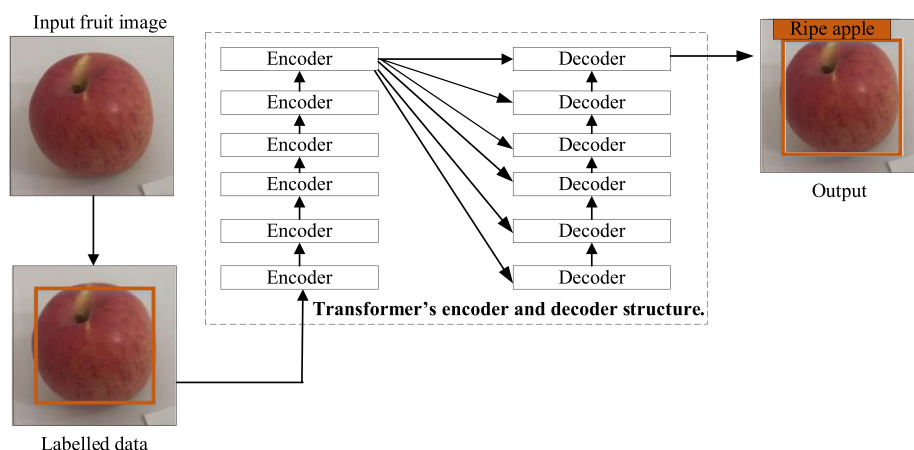 Input fruit image
Labelled data
Encoder
Encoder
Encoder
Encoder
Encoder
Encoder
Decoder
Decoder
Decoder
Decoder
Decoder
Decoder
Transformer's encoder and decoder structure.
Ripe apple
Output